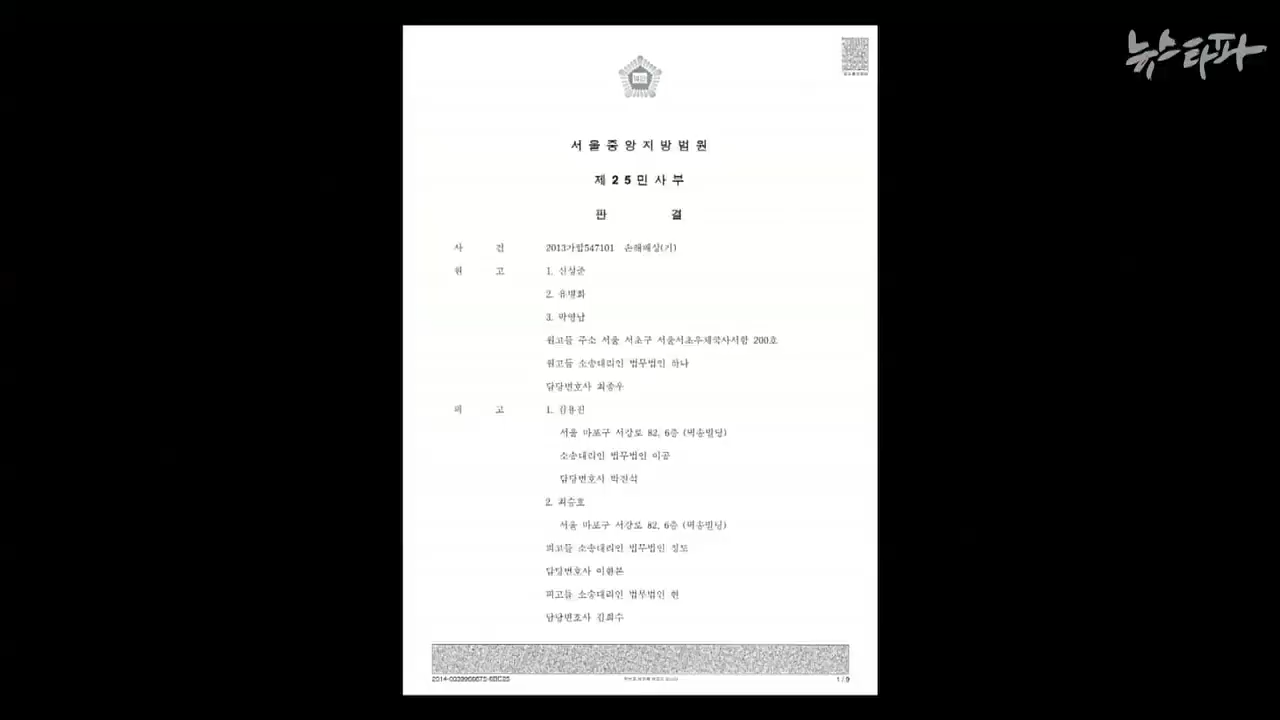 뉴스타파
서울중앙지방법원
제25민사부
판 결
사 건 2013가합547101 손해배상(기)
원 고 1. 신상준
2. 유병화
3. 박영남
원고들 주소 서울 서초구 서울서초우체국사서함 200호
원고들 소송대리인 법무법인 하나
담당변호사 최종우
피 고 1. 김용진
서울 마포구 서강로 82, 6층 (벽송빌딩)
소송대리인 법무법인 이공
담당변호사 박진석
2. 최승호
서울 마포구 서강로 82, 6층 (벽송빌딩)
피고들 소송대리인 법무법인 정도
담당변호사 이환본
피고들 소송대리인 법무법인 현
담당변호사 김희수
1 / 9